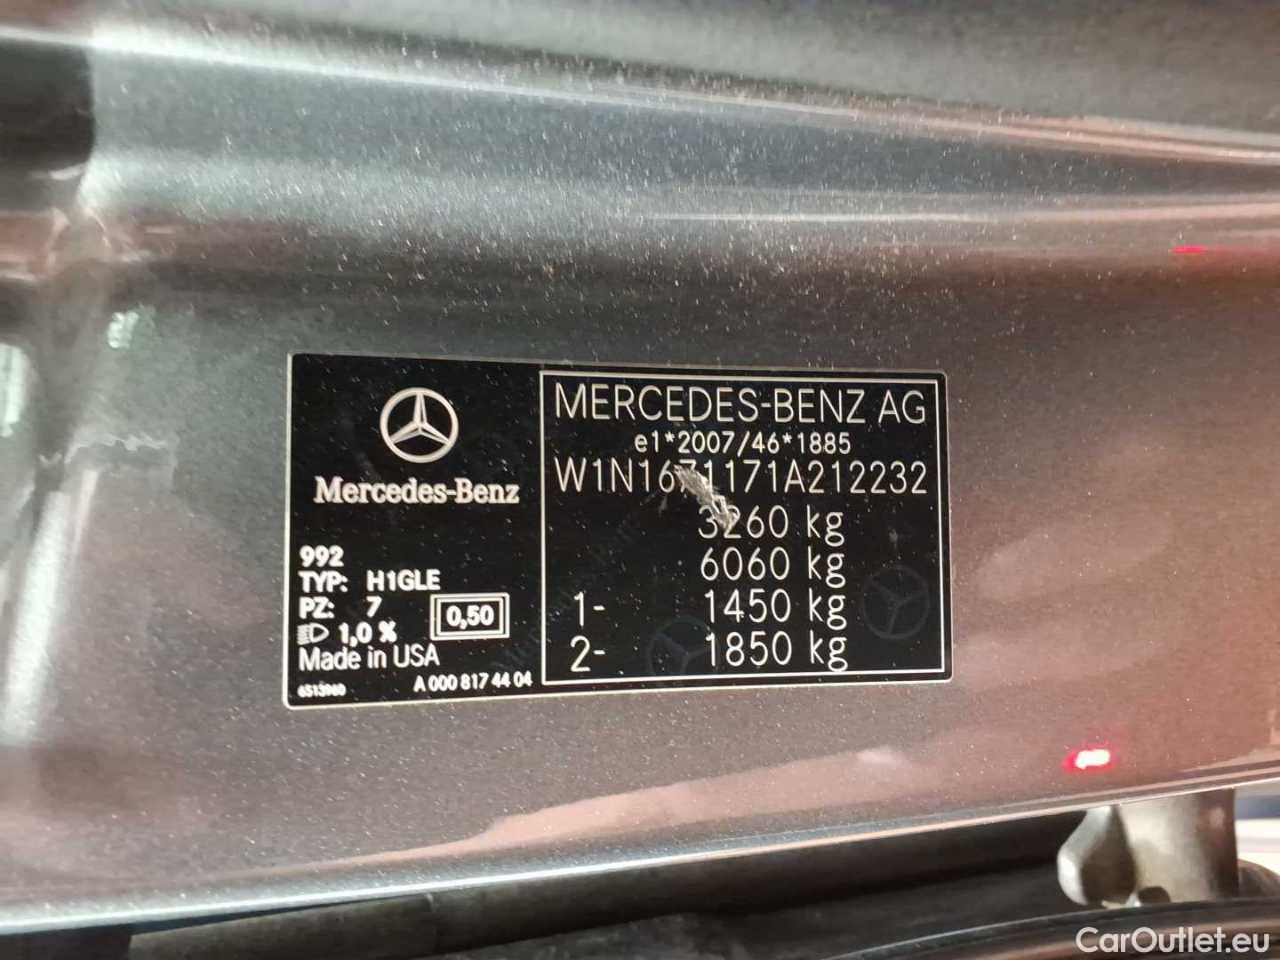 Mercedes-Benz
992
TYP: H1GLE
PZ: 7
1,0 %
0,50
Made in USA
6513960
A 000 817 44 04
MERCEDES-BENZ AG
e1*2007/46*1885
W1N1671171A212232
3260 kg
6060 kg
1- 1450 kg
2- 1850 kg
CarOutlet.eu